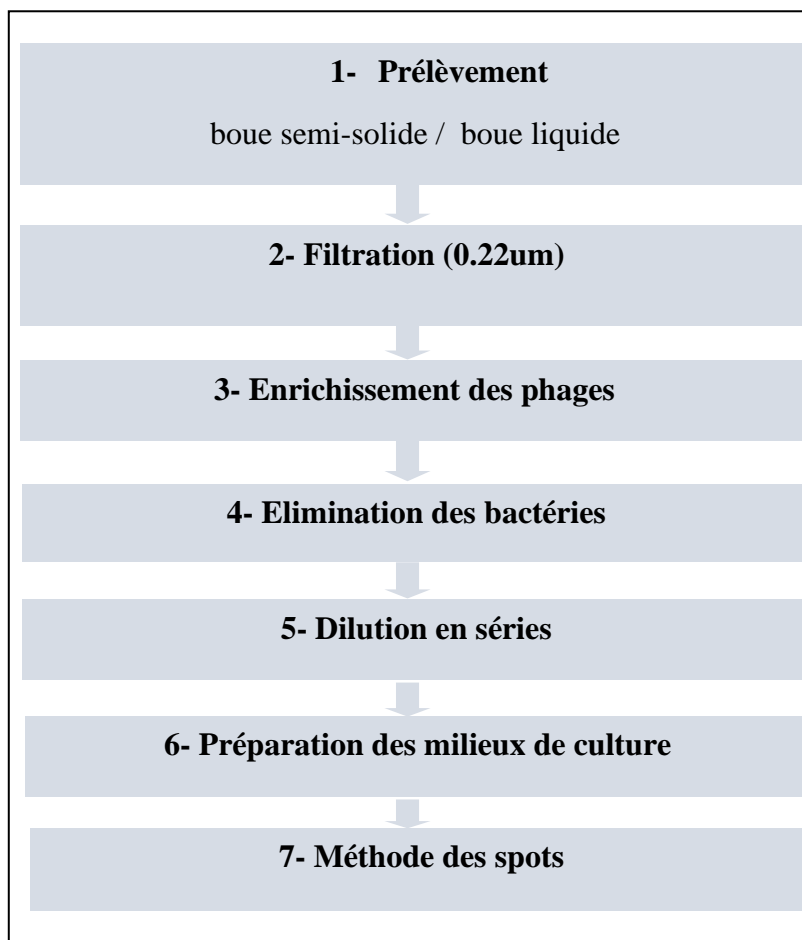 1- Prélèvement
boue semi-solide / boue liquide
2- Filtration (0.22um)
3- Enrichissement des phages
4- Elimination des bactéries
5- Dilution en séries
6- Préparation des milieux de culture
7- Méthode des spots